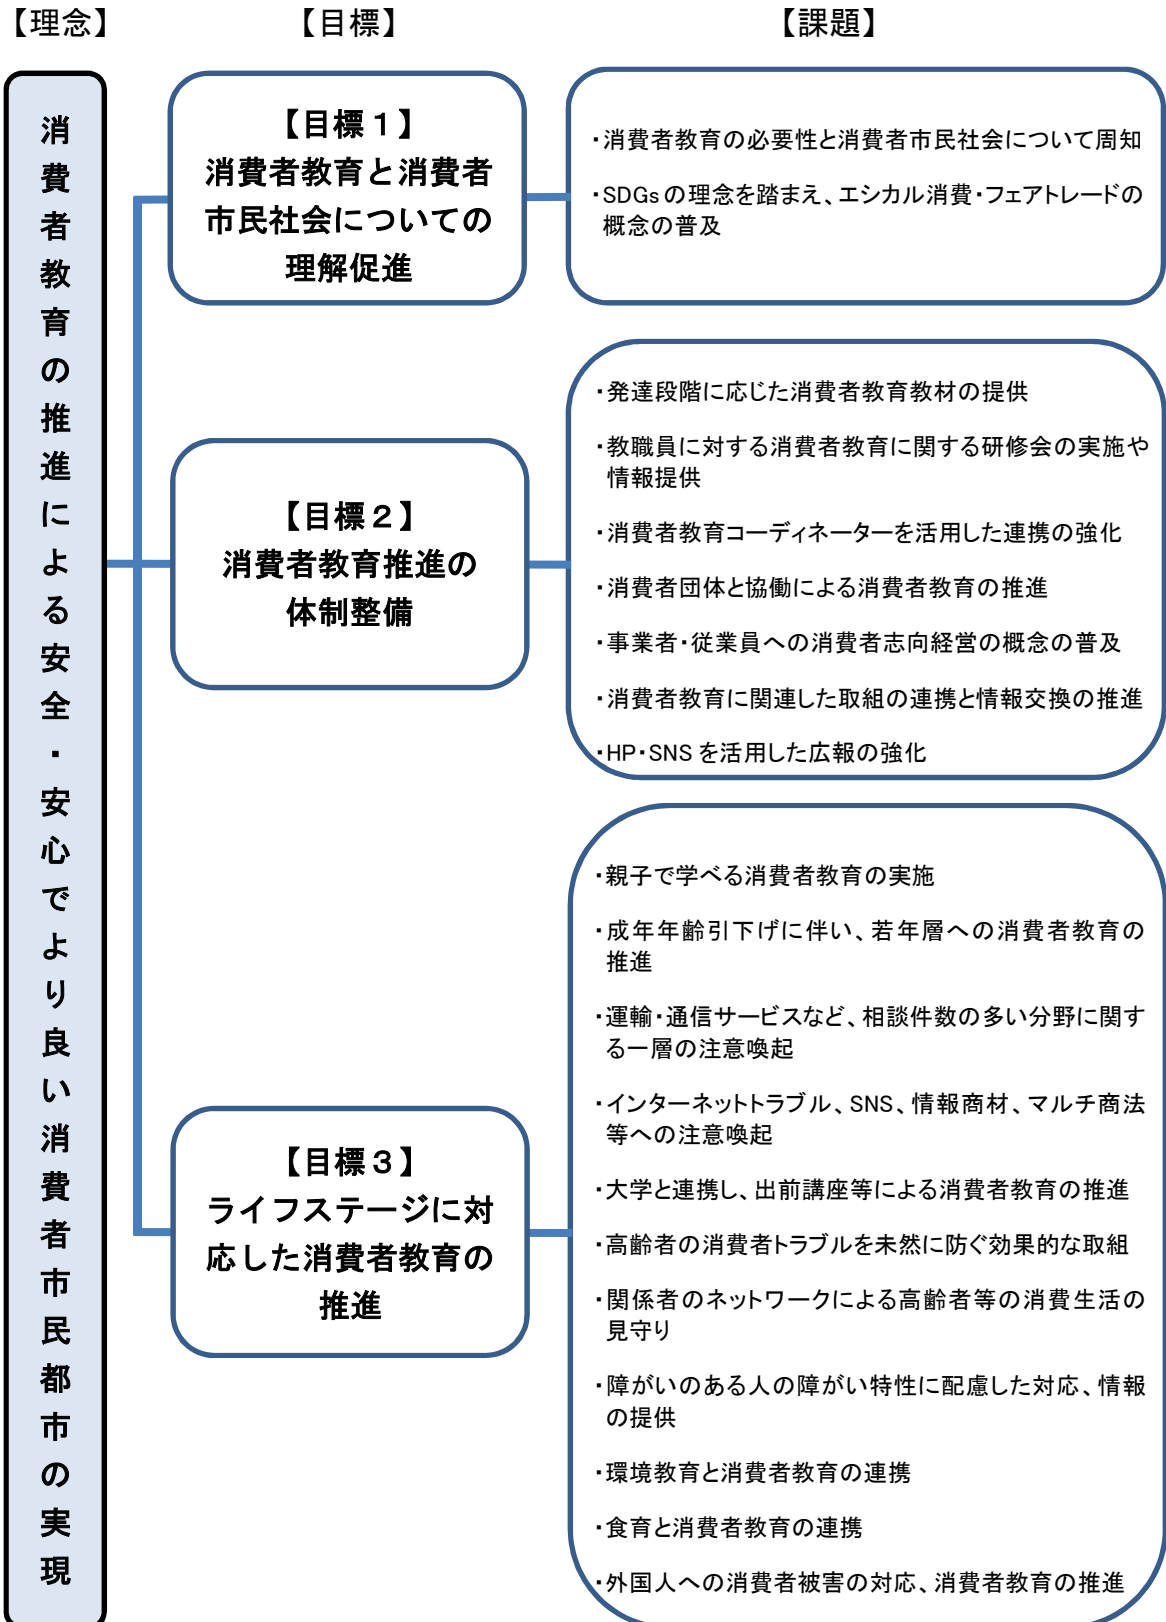 【理念】
【目標】
【課題】
消費者教育の推進による安全・安心でより良い消費者市民都市の実現
【目標１】
消費者教育と消費者
市民社会についての
理解促進
・消費者教育の必要性と消費者市民社会について周知
・SDGsの理念を踏まえ、エシカル消費・フェアトレードの
概念の普及
【目標２】
消費者教育推進の
体制整備
・発達段階に応じた消費者教育教材の提供
・教職員に対する消費者教育に関する研修会の実施や
情報提供
・消費者教育コーディネーターを活用した連携の強化
・消費者団体と協働による消費者教育の推進
・事業者・従業員への消費者志向経営の概念の普及
・消費者教育に関連した取組の連携と情報交換の推進
・HP・SNSを活用した広報の強化
【目標３】
ライフステージに対
応した消費者教育の
推進
・親子で学べる消費者教育の実施
・成年年齢引下げに伴い、若年層への消費者教育の
推進
・運輸・通信サービスなど、相談件数の多い分野に関す
る一層の注意喚起
・インターネットトラブル、SNS、情報商材、マルチ商法
等への注意喚起
・大学と連携し、出前講座等による消費者教育の推進
・高齢者の消費者トラブルを未然に防ぐ効果的な取組
・関係者のネットワークによる高齢者等の消費生活の
見守り
・障がいのある人の障がい特性に配慮した対応、情報
の提供
・環境教育と消費者教育の連携
・食育と消費者教育の連携
・外国人への消費者被害の対応、消費者教育の推進